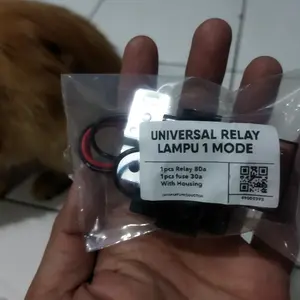 UNIVERSAL RELAY
LAMPU 1 MODE
1pcs Relay 80a
1pcs fuse 30a
With Housing